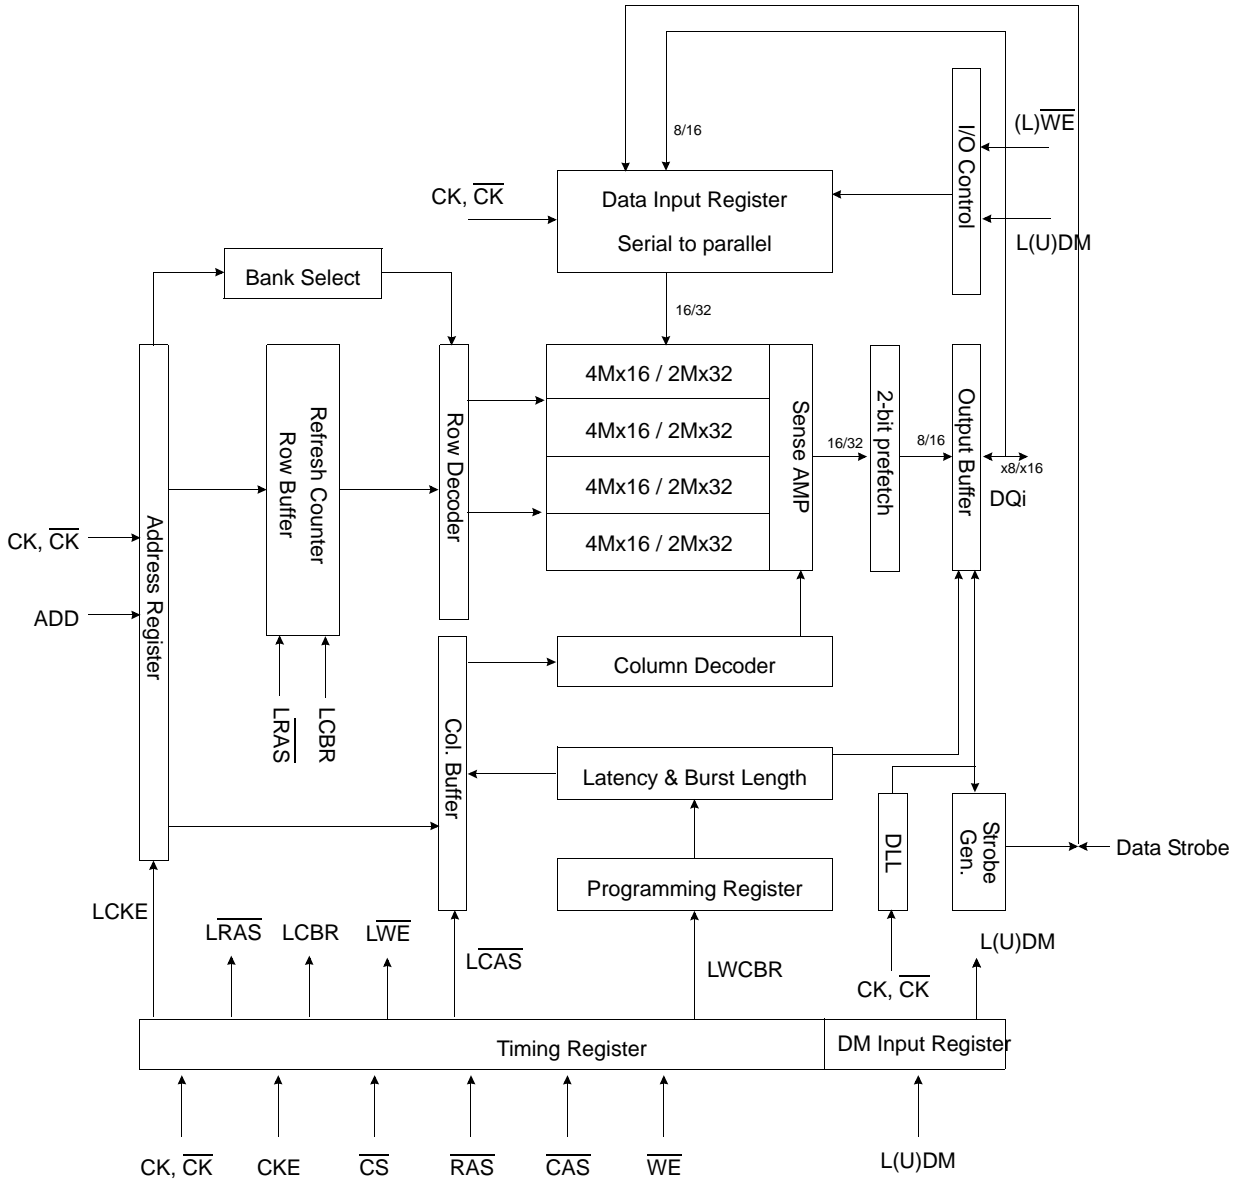 8/16
I/O Control
(L)WE
CK, CK
Data Input Register
Serial to parallel
L(U)DM
Bank Select
16/32
Address Register
Refresh Counter
Row Buffer
Row Decoder
4Mx16 / 2Mx32
4Mx16 / 2Mx32
4Mx16 / 2Mx32
4Mx16 / 2Mx32
Sense AMP
16/32
2-bit prefetch
8/16
Output Buffer
x8/x16
DQi
CK, CK
ADD
LRAS
LCBR
Col. Buffer
Column Decoder
Latency & Burst Length
Programming Register
DLL
Strobe
Gen.
Data Strobe
LCKE
LRAS
LCBR
LWE
LCAS
LWCBR
CK, CK
L(U)DM
Timing Register
DM Input Register
CK, CK
CKE
CS
RAS
CAS
WE
L(U)DM